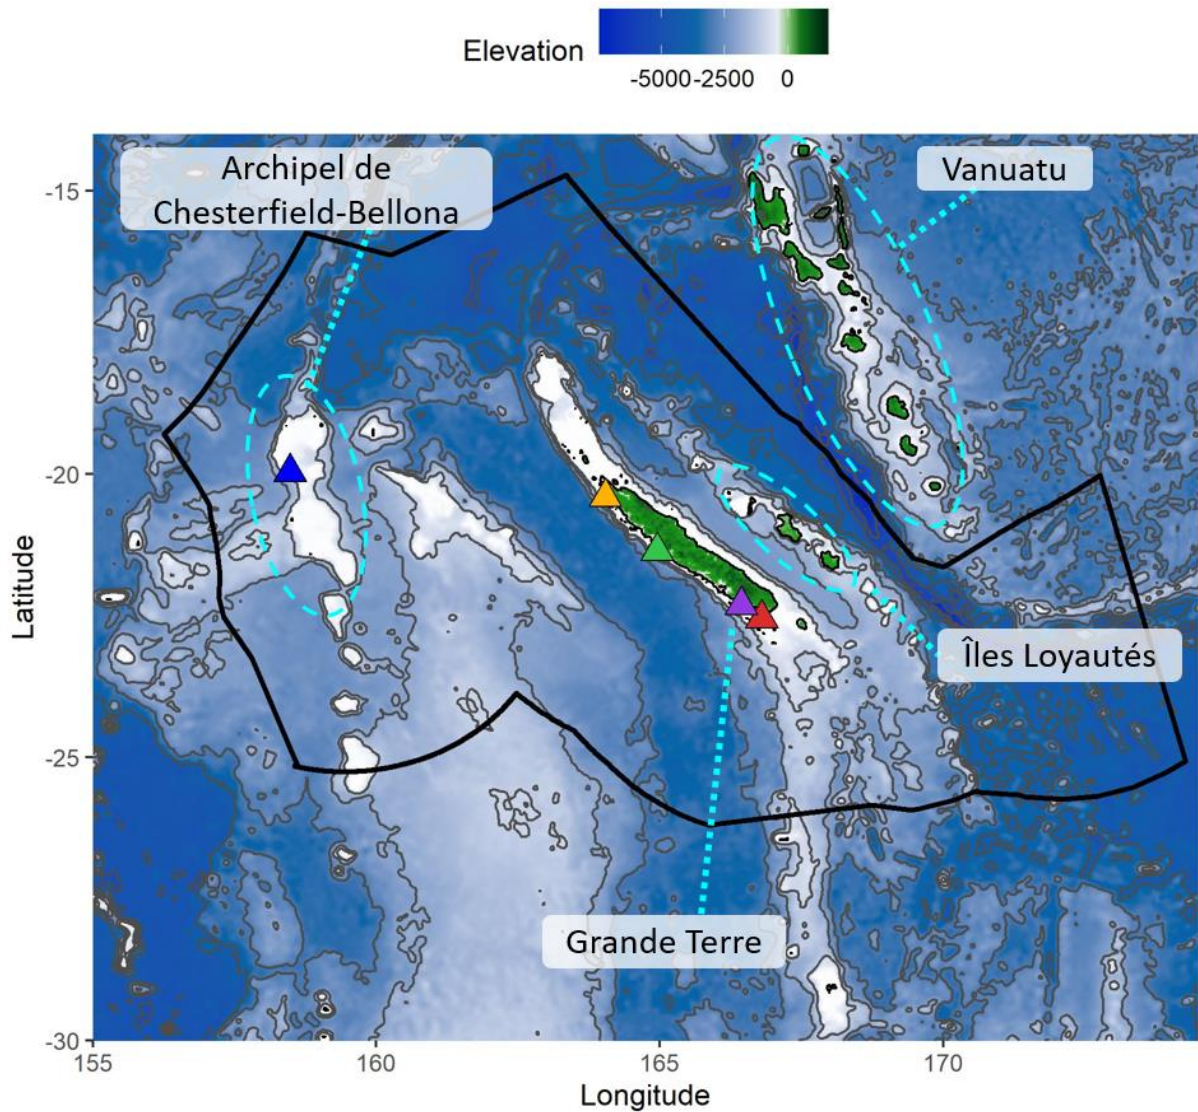 Elevation
-5000 -2500 0
Archipel de
Chesterfield-Bellona
Vanuatu
-15
-20
-25
-30
Latitude
Îles Loyautés
Grande Terre
155 160 165 170
Longitude